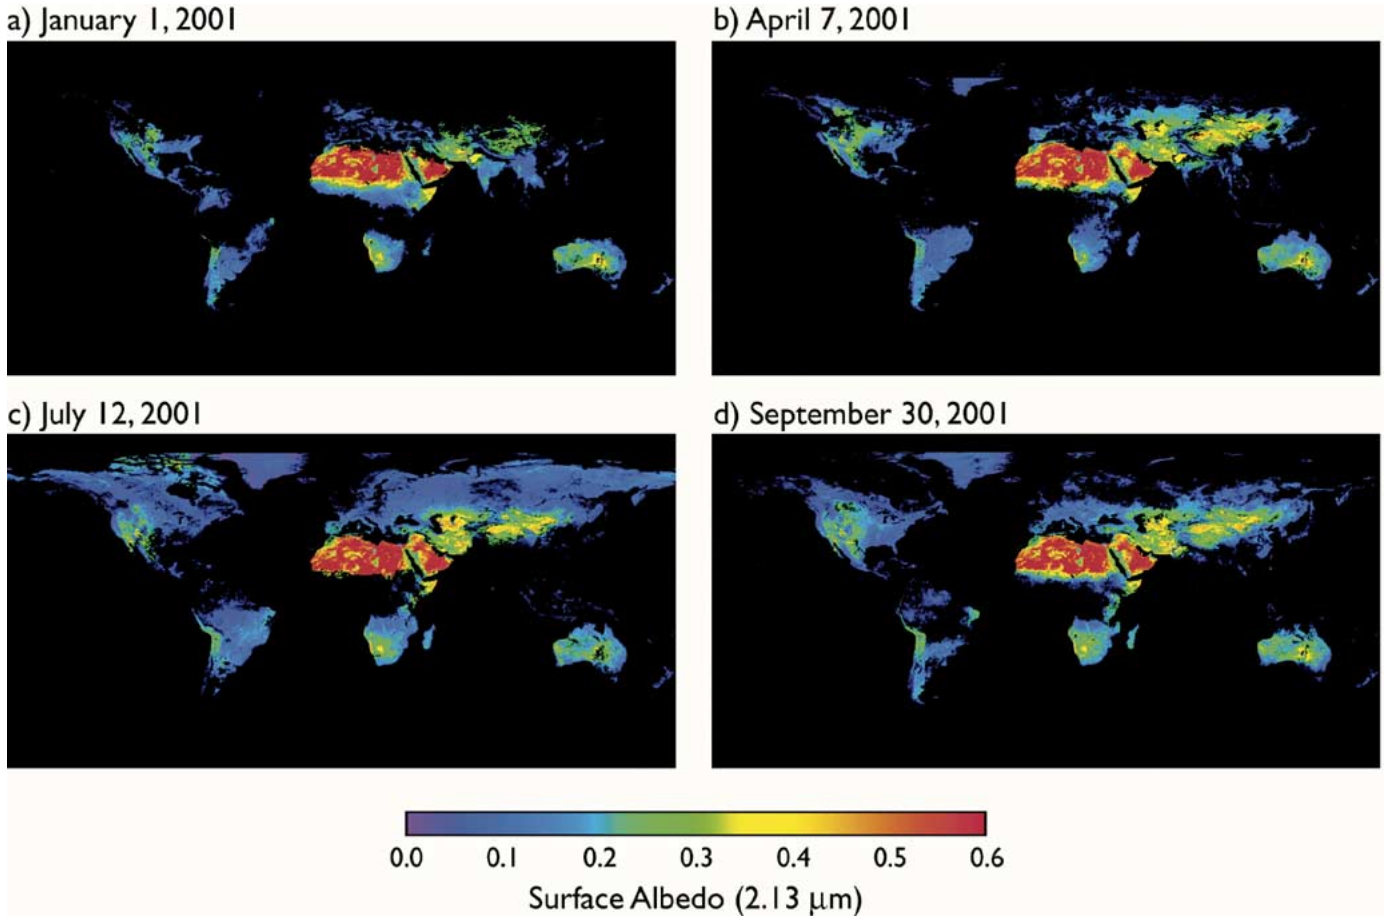 a) January 1, 2001
b) April 7, 2001
c) July 12, 2001
d) September 30, 2001
0.0 0.1 0.2 0.3 0.4 0.5 0.6
Surface Albedo (2.13 μm)